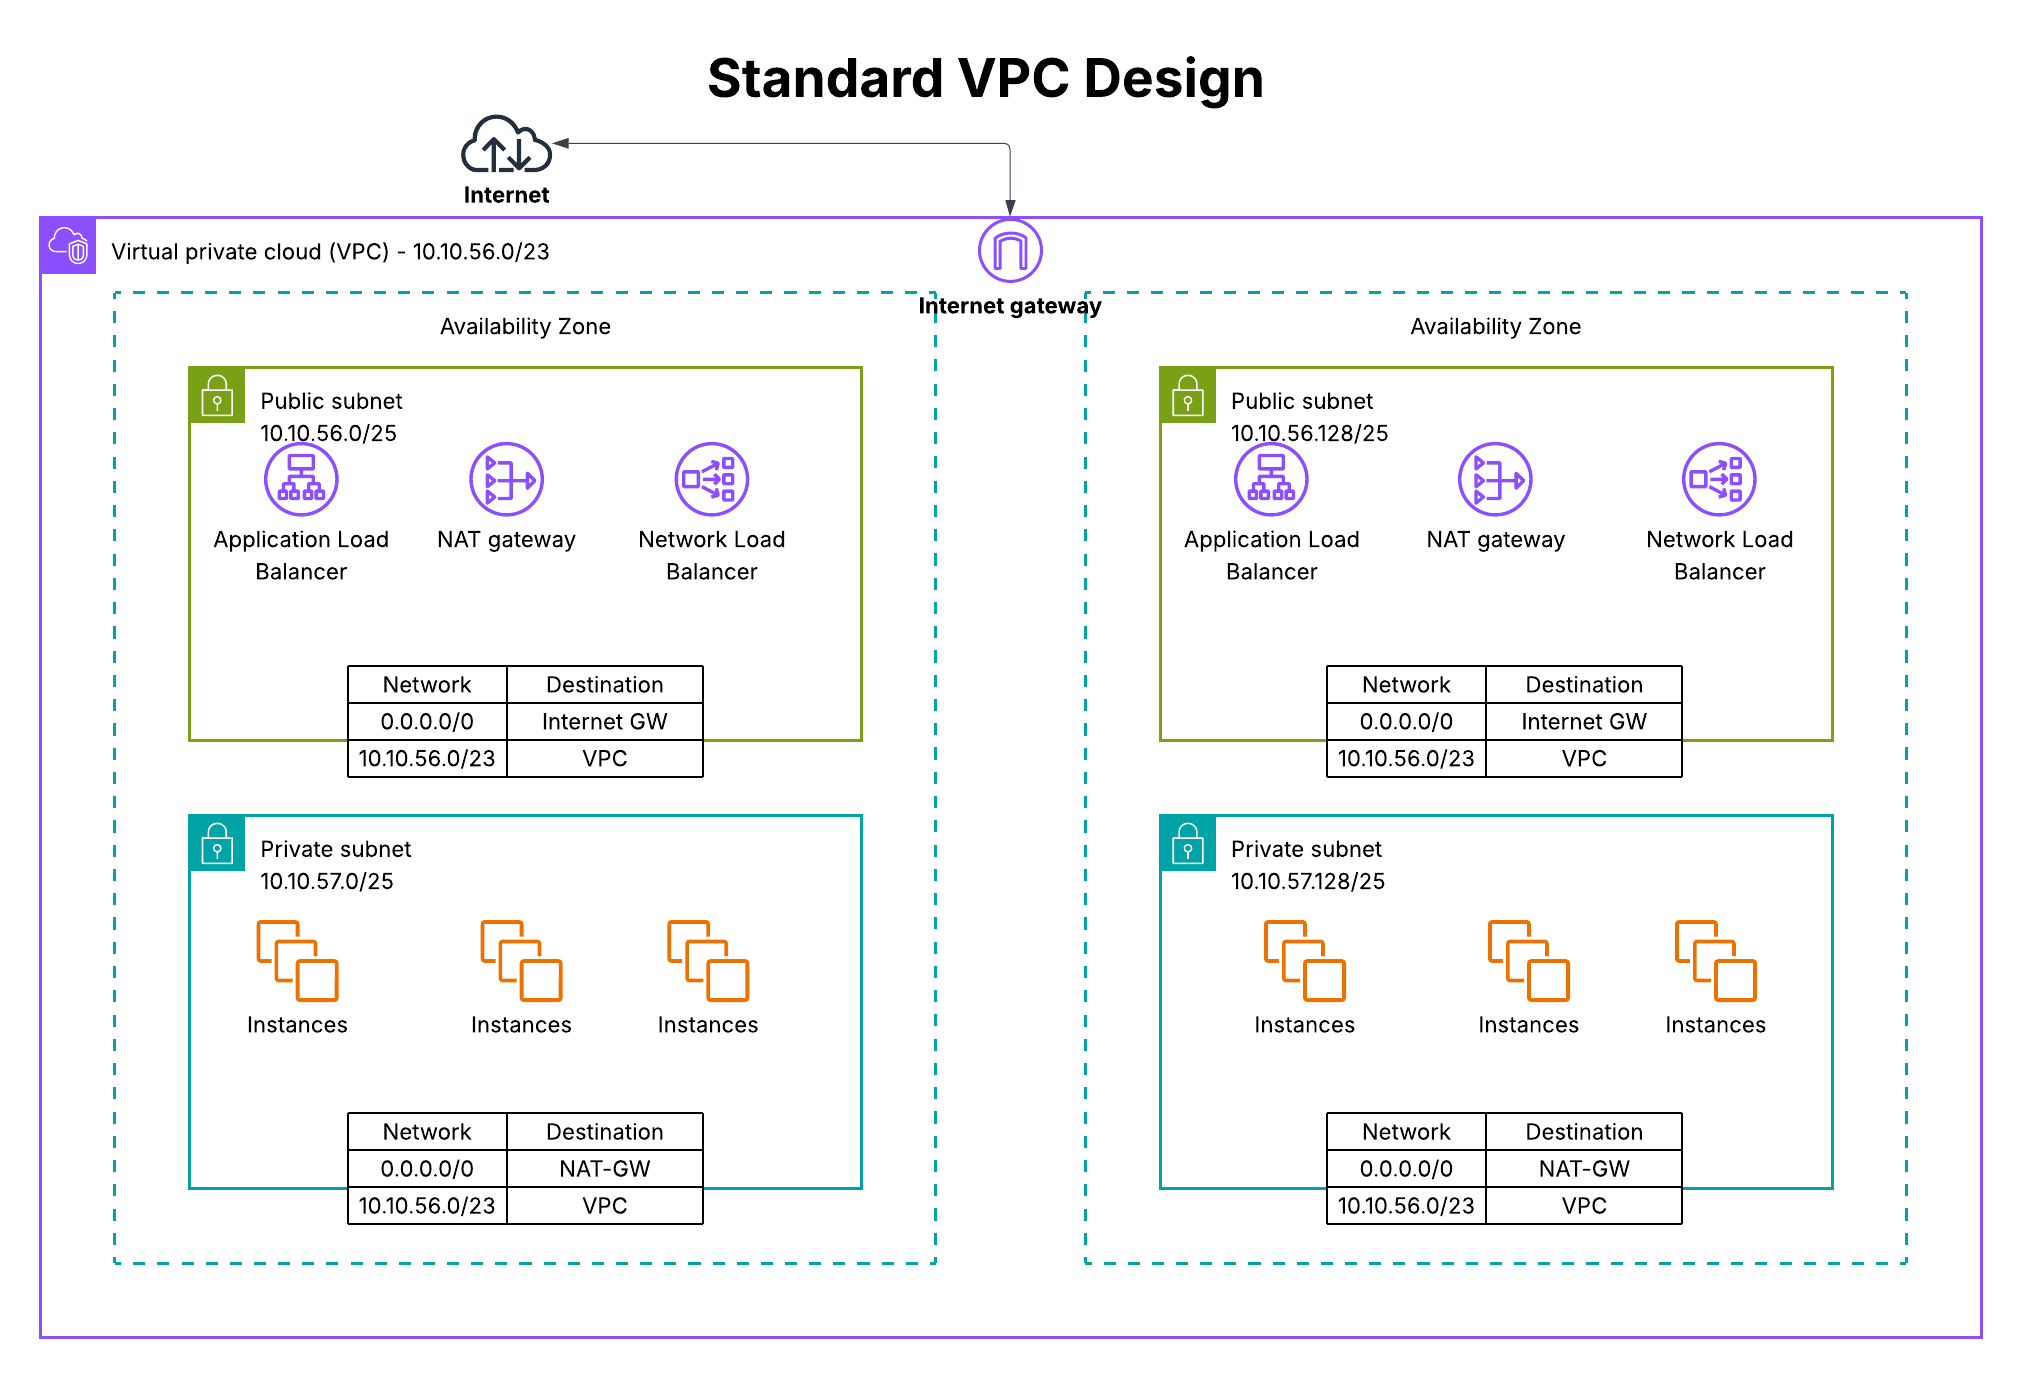 Standard VPC Design
Internet
Virtual private cloud (VPC) - 10.10.56.0/23
Internet gateway
Availability Zone
Public subnet
10.10.56.0/25
Application Load
Balancer
NAT gateway
Network Load
Balancer
Network Destination
0.0.0.0/0 Internet GW
10.10.56.0/23 VPC
Private subnet
10.10.57.0/25
Instances
Instances
Instances
Network Destination
0.0.0.0/0 NAT-GW
10.10.56.0/23 VPC
Availability Zone
Public subnet
10.10.56.128/25
Application Load
Balancer
NAT gateway
Network Load
Balancer
Network Destination
0.0.0.0/0 Internet GW
10.10.56.0/23 VPC
Private subnet
10.10.57.128/25
Instances
Instances
Instances
Network Destination
0.0.0.0/0 NAT-GW
10.10.56.0/23 VPC